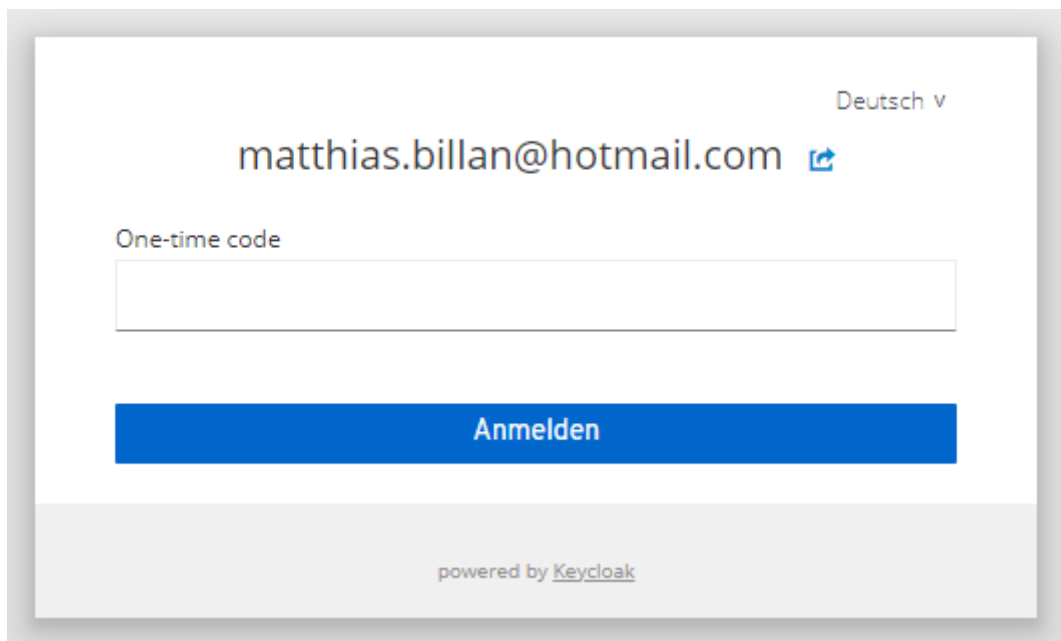 Deutsch v
matthias.billan@hotmail.com
One-time code
Anmelden
powered by Keycloak